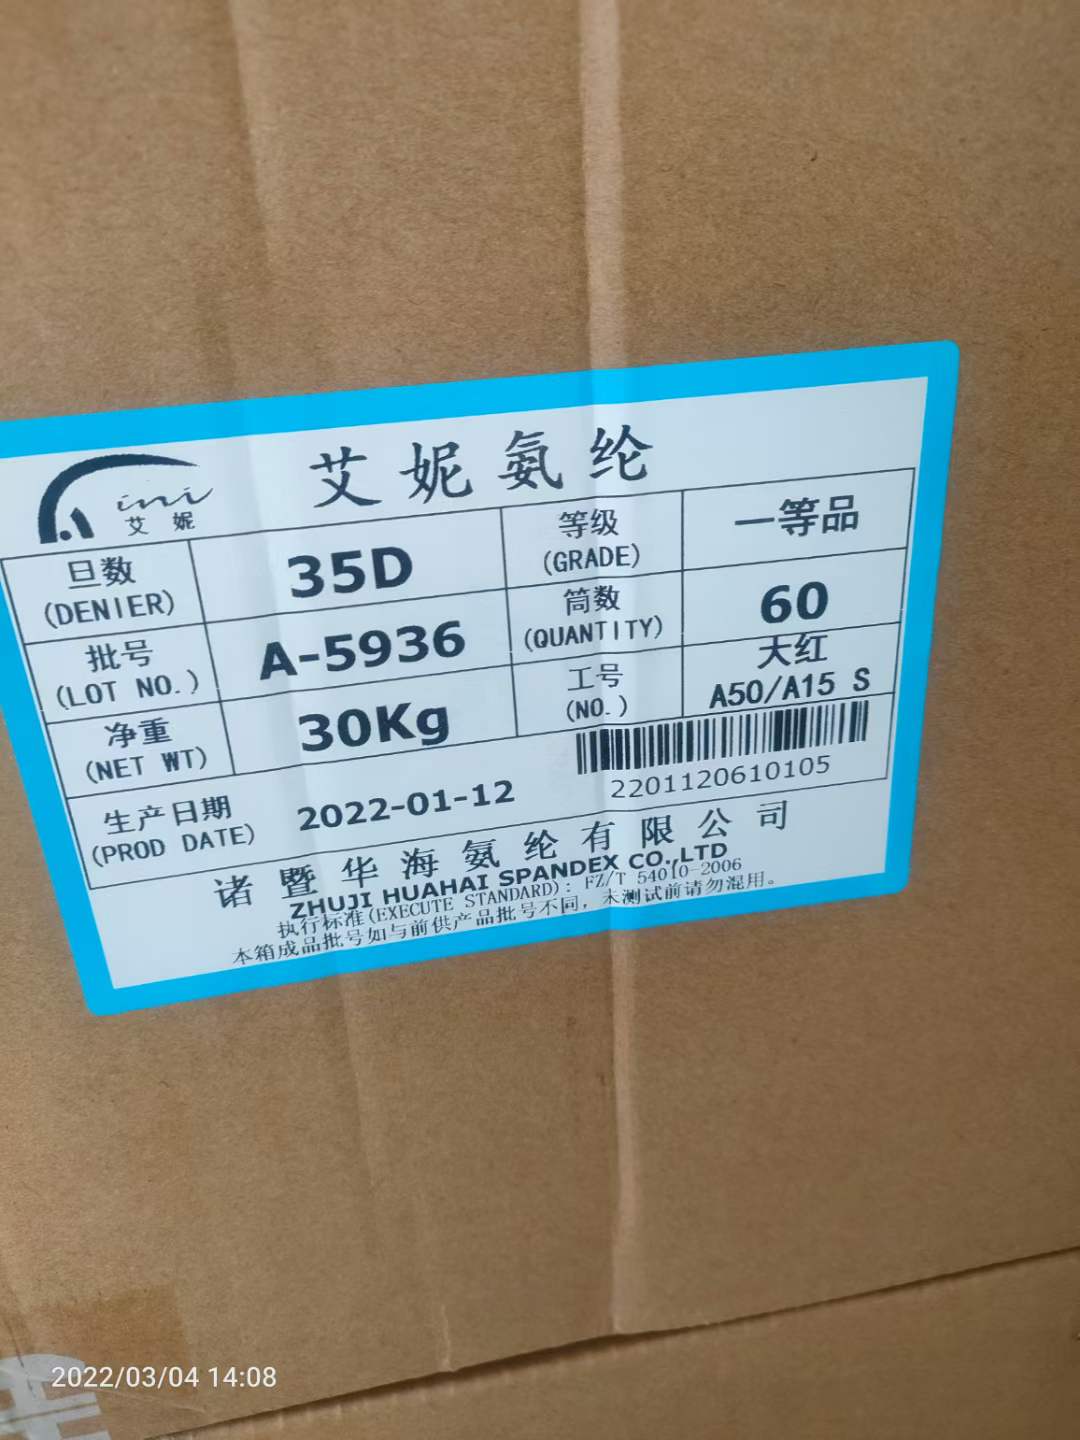 ini
艾妮
艾妮氨纶
旦数
(DENIER)
35D
等级
(GRADE)
一等品
批号
(LOT NO.)
A-5936
筒数
(QUANTITY)
60
净重
(NET WT)
30Kg
工号
(NO.)
大红
A50/A15 S
生产日期
(PROD DATE)
2022-01-12
2201120610105
诸暨华海氨纶有限公司
ZHUJI HUAHAI SPANDEX CO.,LTD
执行标准(EXECUTE STANDARD): FZ/T 54010-2006
本箱成品批号如与前供产品批号不同，未测试前请勿混用。
2022/03/04 14:08